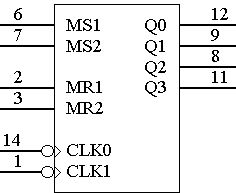 6 MS1 Q0 12
7 MS2 Q1 9
Q2 8
2 MR1 Q3 11
3 MR2
14 CLK0
1 CLK1